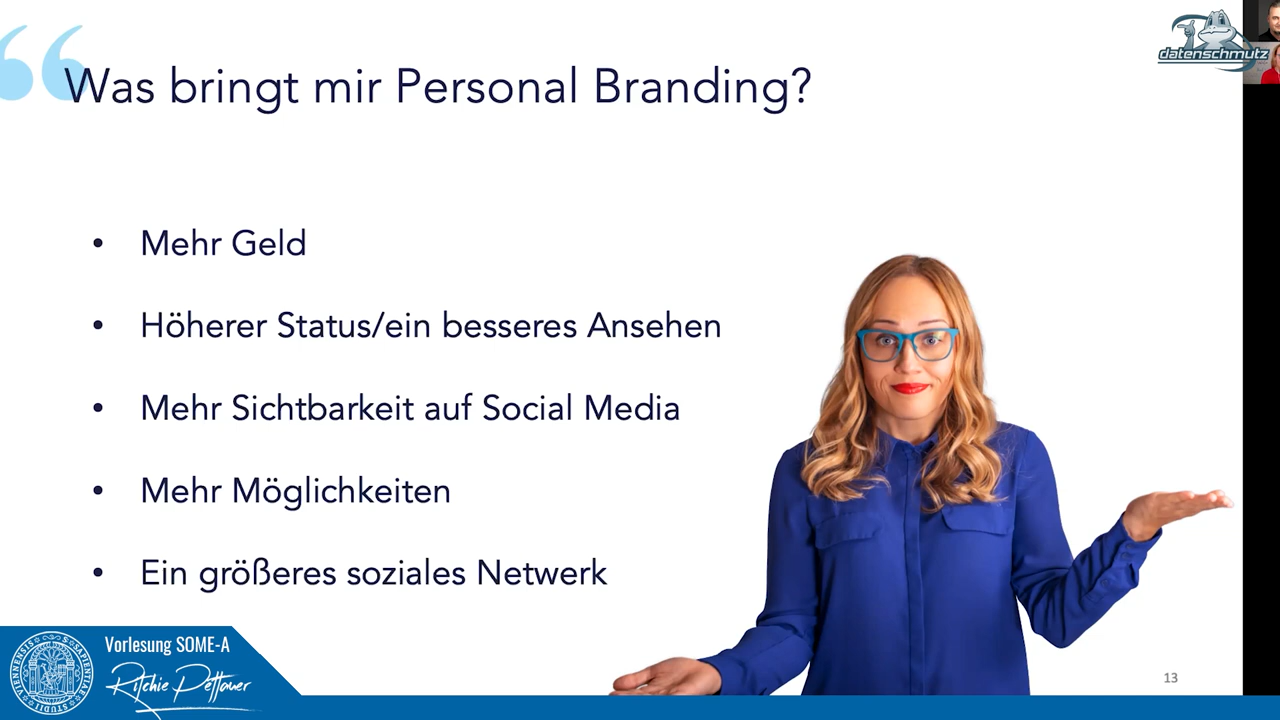 Was bringt mir Personal Branding?
datenschmutz
• Mehr Geld
• Höherer Status/ein besseres Ansehen
• Mehr Sichtbarkeit auf Social Media
• Mehr Möglichkeiten
• Ein größeres soziales Netwerk
Vorlesung SOME-A
Ritchie Pettauer
13